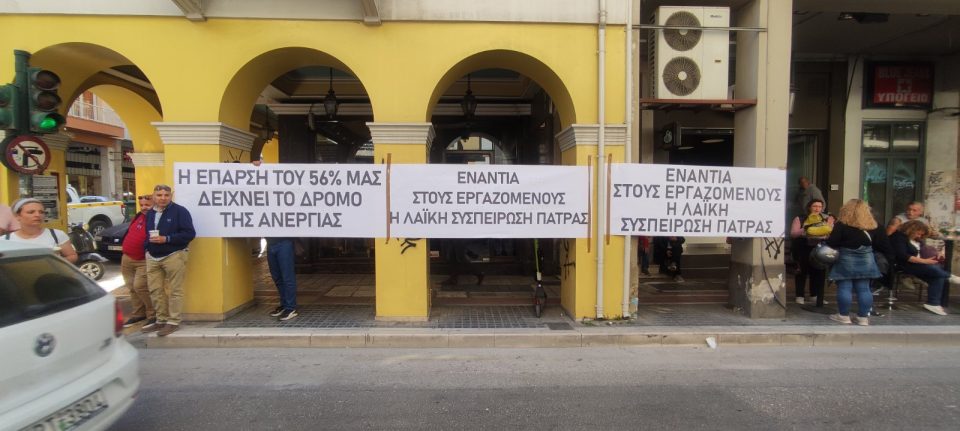 Η ΕΠΑΡΣΗ ΤΟΥ 56% ΜΑΣ
ΔΕΙΧΝΕΙ ΤΟ ΔΡΟΜΟ
ΤΗΣ ΑΝΕΡΓΙΑΣ
ΕΝΑΝΤΙΑ
ΣΤΟΥΣ ΕΡΓΑΖΟΜΕΝΟΥΣ
Η ΛΑΪΚΗ ΣΥΣΠΕΙΡΩΣΗ ΠΑΤΡΑΣ
ΕΝΑΝΤΙΑ
ΣΤΟΥΣ ΕΡΓΑΖΟΜΕΝΟΥΣ
Η ΛΑΪΚΗ
ΣΥΣΠΕΙΡΩΣΗ ΠΑΤΡΑΣ
ΥΠΟΓΕΙΟ